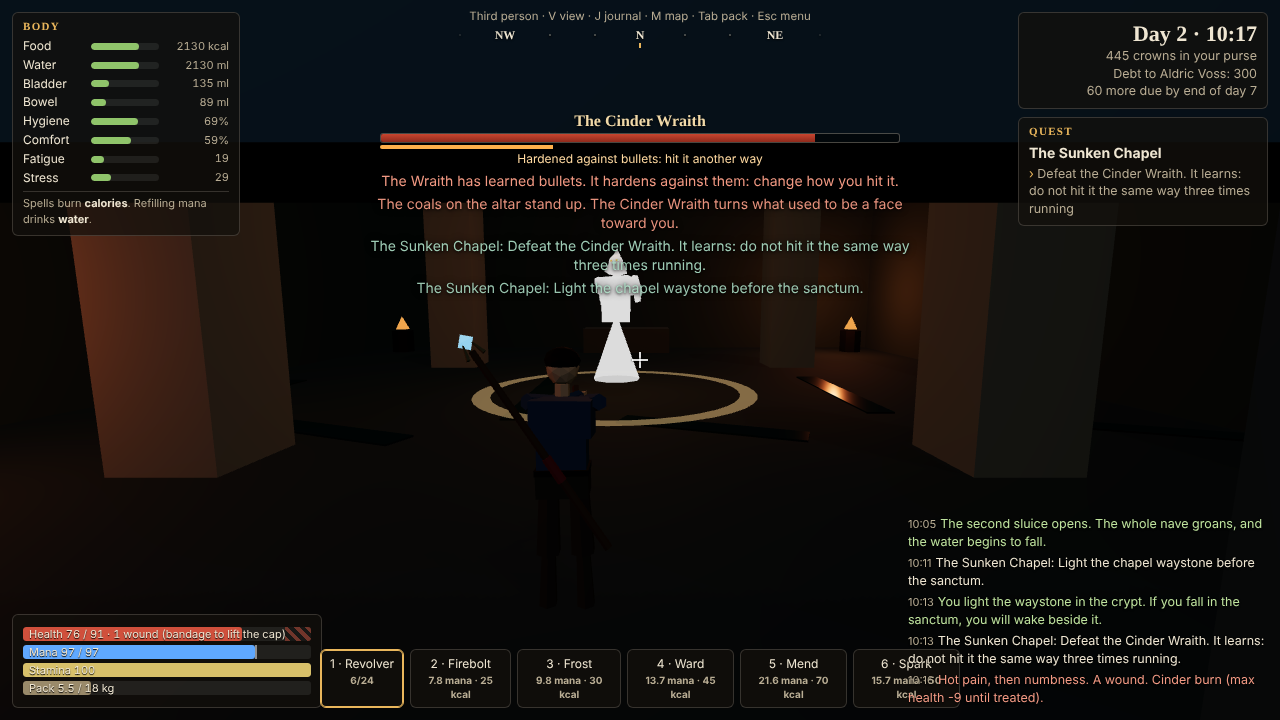 BODY
Food 2130 kcal
Water 2130 ml
Bladder 135 ml
Bowel 89 ml
Hygiene 69%
Comfort 59%
Fatigue 19
Stress 29
Spells burn calories. Refilling mana
drinks water.
Third person · V view · J journal · M map · Tab pack · Esc menu
NW N NE
The Cinder Wraith
Hardened against bullets: hit it another way
The Wraith has learned bullets. It hardens against them: change how you hit it.
The coals on the altar stand up. The Cinder Wraith turns what used to be a face
toward you.
The Sunken Chapel: Defeat the Cinder Wraith. It learns: do not hit it the same way
three times running.
The Sunken Chapel: Light the chapel waystone before the sanctum.
Day 2 · 10:17
445 crowns in your purse
Debt to Aldric Voss: 300
60 more due by end of day 7
QUEST
The Sunken Chapel
› Defeat the Cinder Wraith. It learns:
do not hit it the same way three times
running
10:05 The second sluice opens. The whole nave groans, and
the water begins to fall.
10:11 The Sunken Chapel: Light the chapel waystone before
the sanctum.
10:13 You light the waystone in the crypt. If you fall in the
sanctum, you will wake beside it.
10:13 The Sunken Chapel: Defeat the Cinder Wraith. It learns:
do not hit it the same way three times running.
Hot pain, then numbness. A wound. Cinder burn (max
health -9 until treated).
Health 76 / 91 · 1 wound (bandage to lift the cap)
Mana 97 / 97
Stamina 100
Pack 5.5 / 18 kg
1 · Revolver
6/24
2 · Firebolt
7.8 mana · 25
kcal
3 · Frost
9.8 mana · 30
kcal
4 · Ward
13.7 mana · 45
kcal
5 · Mend
21.6 mana · 70
kcal
6 · Spark
15.7 mana
kcal